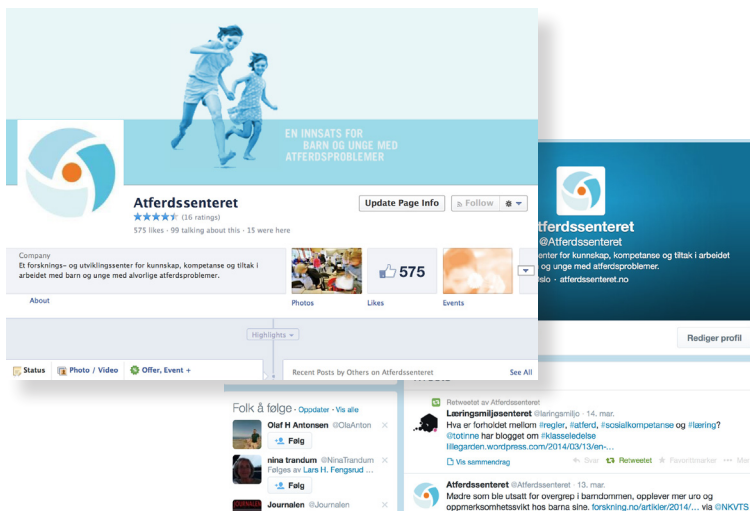 EN INNSATS FOR
BARN OG UNGE MED
ATFERDSPROBLEMER
Atferdssenteret
(16 ratings)
575 likes · 99 talking about this · 15 were here
Update Page Info
Follow
Company
Et forsknings- og utviklingssenter for kunnskap, kompetanse og tiltak i
arbeidet med barn og unge med alvorlige atferdsproblemer.
About
575
Photos
Likes
Events
Highlights
Status
Photo / Video
Offer, Event +
Recent Posts by Others on Atferdssenteret
See All
tferdssenteret
@Atferdssenteret
enter for kunnskap, kompetanse og tiltak i arbeidet
og unge med atferdsproblemer.
slo · atferdssenteret.no
Rediger profil
Folk å følge · Oppdater · Vis alle
Olaf H Antonsen @OlaAnton
Følg
nina trandum @NinaTrandum
Følges av Lars H. Fengsrud ...
Følg
Journalen @Journalen
Retweetet av Atferdssenteret
Læringsmiljøsenteret @laringsmiljo · 14. mar.
Hva er forholdet mellom #regler, #atferd, #sosialkompetanse og #læring?
@totinne har blogget om #klasseledelse
lillegarden.wordpress.com/2014/03/13/en-...
Vis sammendrag
Svar
Retweetet
Favorittmarker
Atferdssenteret @Atferdssenteret · 13. mar.
Mødre som ble utsatt for overgrep i barndommen, opplever mer uro og
oppmerksomhetssvikt hos barna sine. forskning.no/artikler/2014/... via @NKVTS